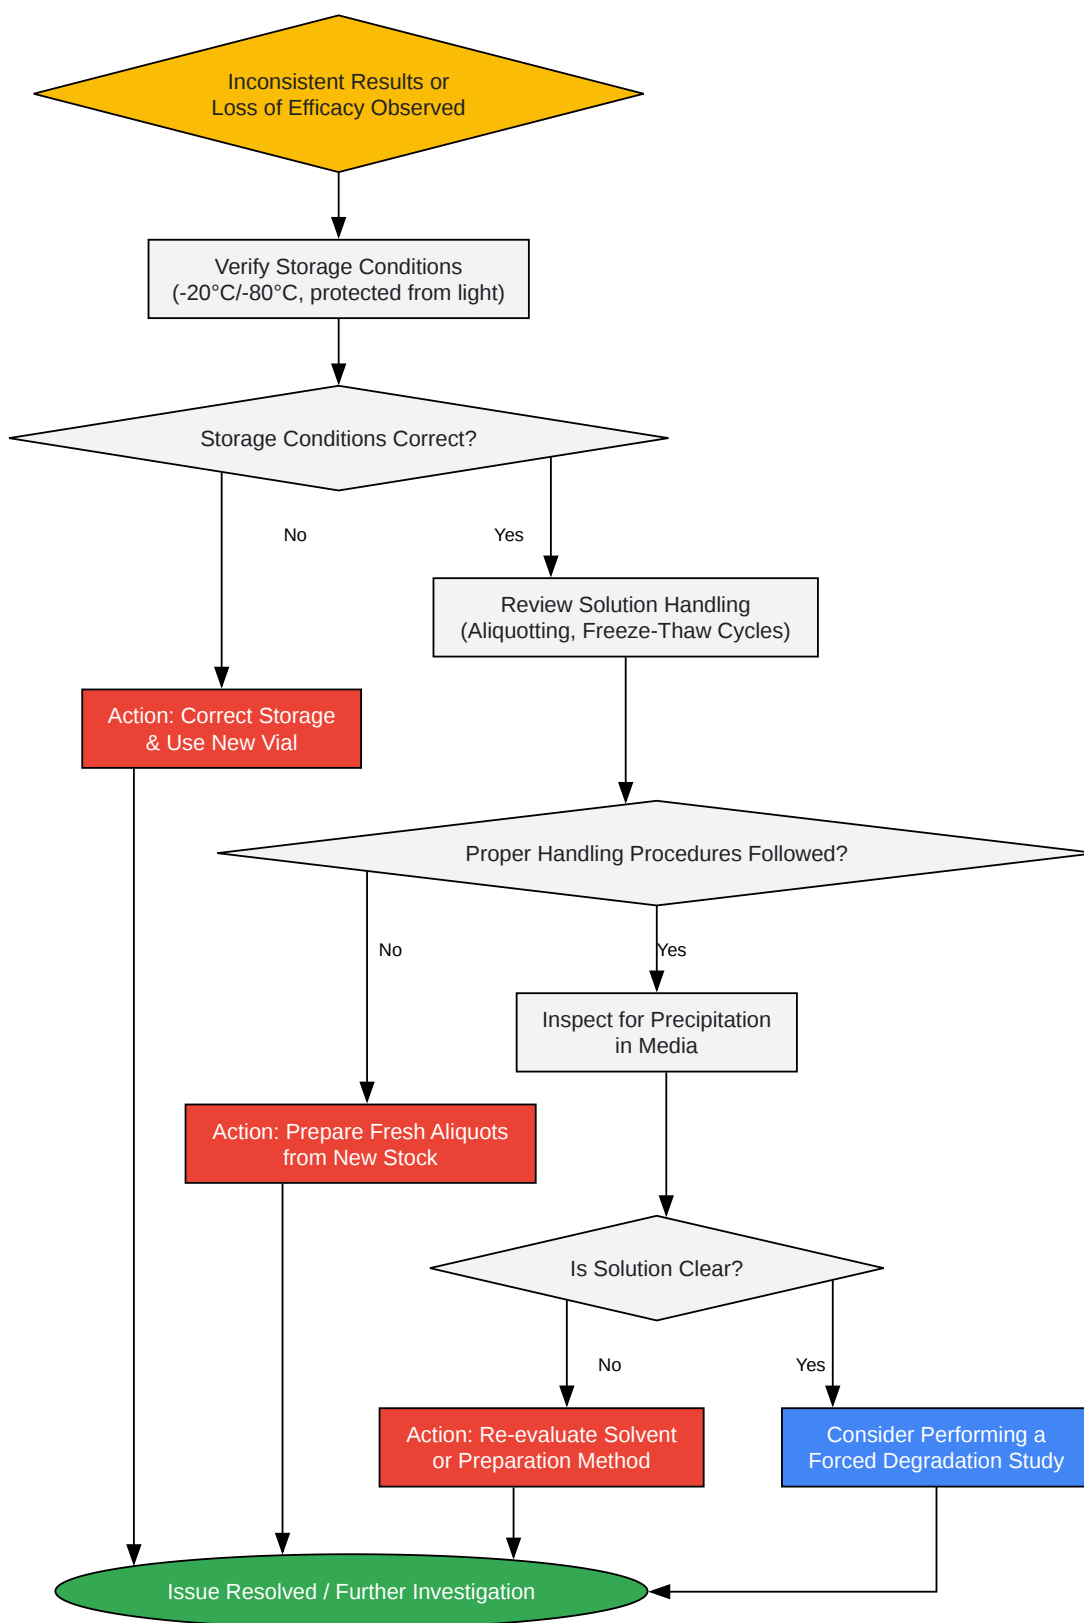 Inconsistent Results or
Loss of Efficacy Observed
Verify Storage Conditions
(-20°C/-80°C, protected from light)
Storage Conditions Correct?
No
Yes
Review Solution Handling
(Aliquotting, Freeze-Thaw Cycles)
Action: Correct Storage
& Use New Vial
Proper Handling Procedures Followed?
No
Yes
Inspect for Precipitation
in Media
Action: Prepare Fresh Aliquots
from New Stock
Is Solution Clear?
No
Yes
Action: Re-evaluate Solvent
or Preparation Method
Consider Performing a
Forced Degradation Study
Issue Resolved / Further Investigation